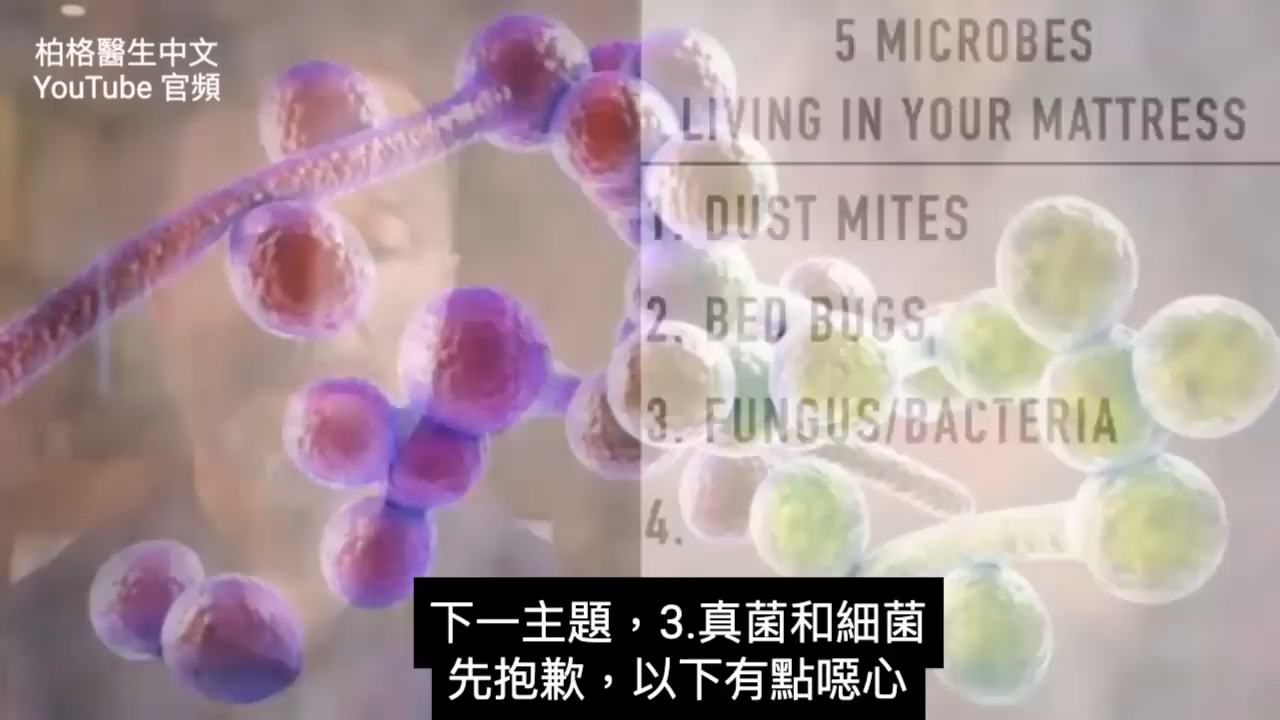 柏格醫生中文
YouTube 官頻
5 MICROBES
LIVING IN YOUR MATTRESS
1. DUST MITES
2. BED BUGS
3. FUNGUS/BACTERIA
4.
下一主題，3.真菌和細菌
先抱歉，以下有點噁心